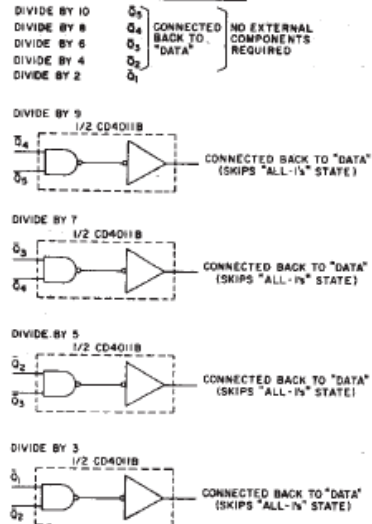 DIVIDE BY 10 Q̅5 CONNECTED BACK TO "DATA" NO EXTERNAL COMPONENTS REQUIRED
DIVIDE BY 8 Q̅4
DIVIDE BY 6 Q̅3
DIVIDE BY 4 Q̅2
DIVIDE BY 2 Q̅1
DIVIDE BY 9
1/2 CD4011B
Q̅4
Q̅5
CONNECTED BACK TO "DATA"
(SKIPS "ALL-1's" STATE)
DIVIDE BY 7
1/2 CD4011B
Q̅3
Q̅4
CONNECTED BACK TO "DATA"
(SKIPS "ALL-1's" STATE)
DIVIDE BY 5
1/2 CD4011B
Q̅2
Q̅3
CONNECTED BACK TO "DATA"
(SKIPS "ALL-1's" STATE)
DIVIDE BY 3
1/2 CD4011B
Q̅1
Q̅2
CONNECTED BACK TO "DATA"
(SKIPS "ALL-1's" STATE)